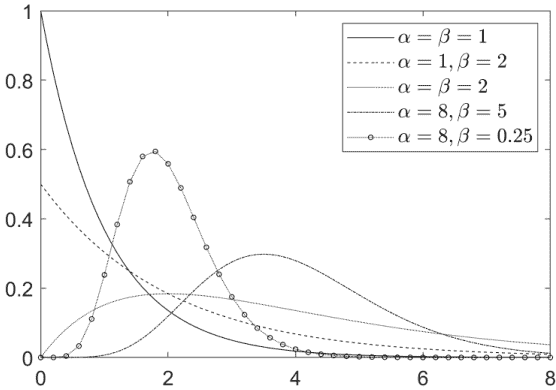 1
0.8
0.6
0.4
0.2
0
0 2 4 6 8
α = β = 1
α = 1, β = 2
α = β = 2
α = 8, β = 5
α = 8, β = 0.25